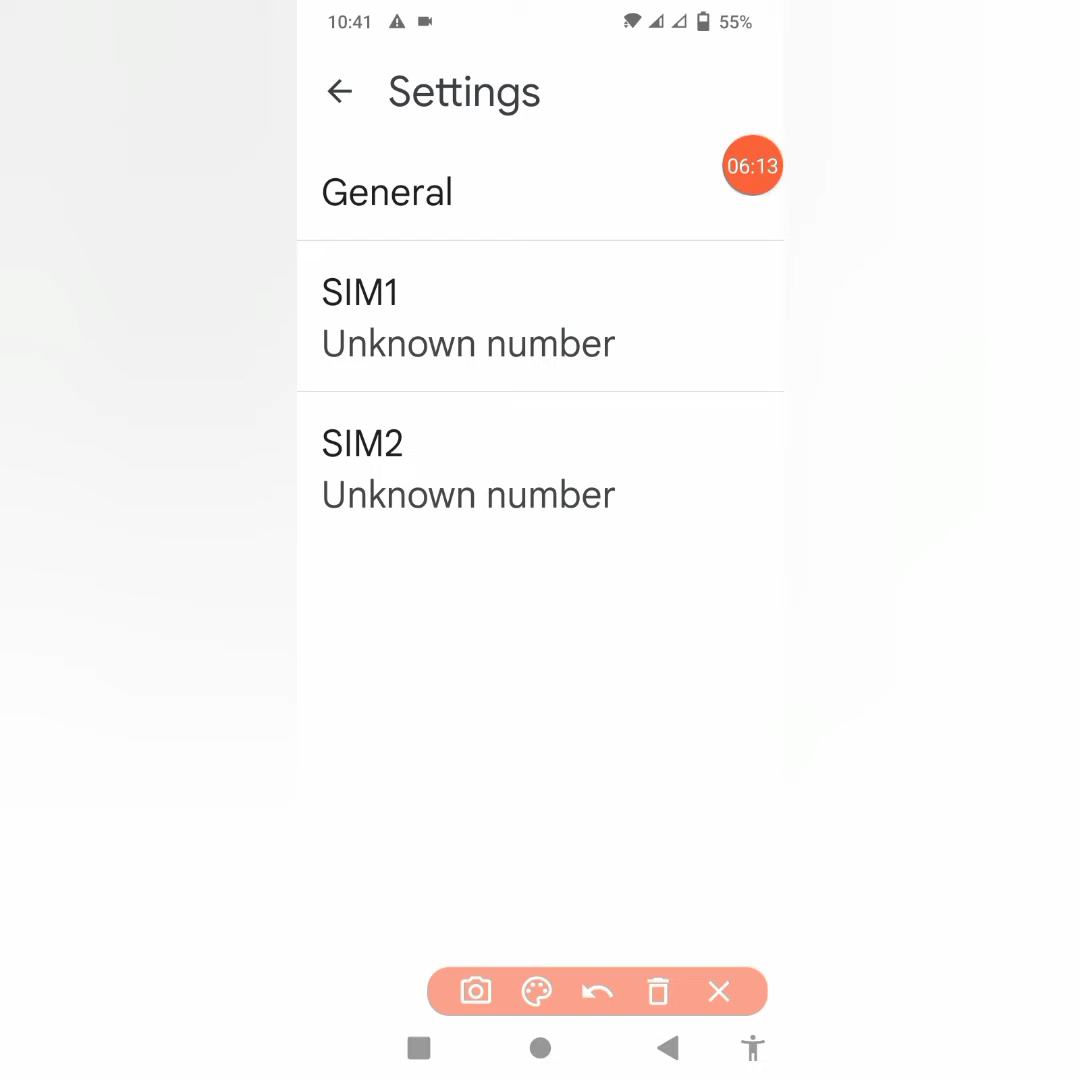 10:41 55%
Settings
06:13
General
SIM1
Unknown number
SIM2
Unknown number